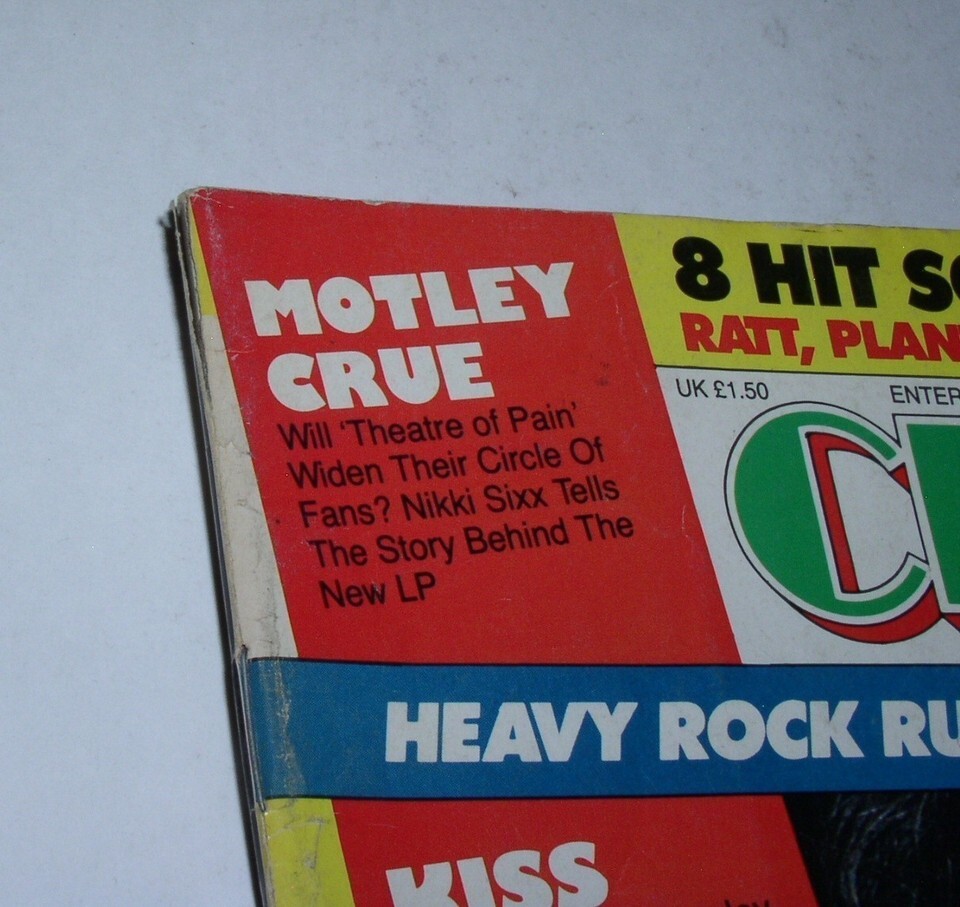 MOTLEY
CRUE
Will 'Theatre of Pain'
Widen Their Circle Of
Fans? Nikki Sixx Tells
The Story Behind The
New LP
8 HIT
RATT,
UK £1.50
C
HEAVY ROCK
KISS